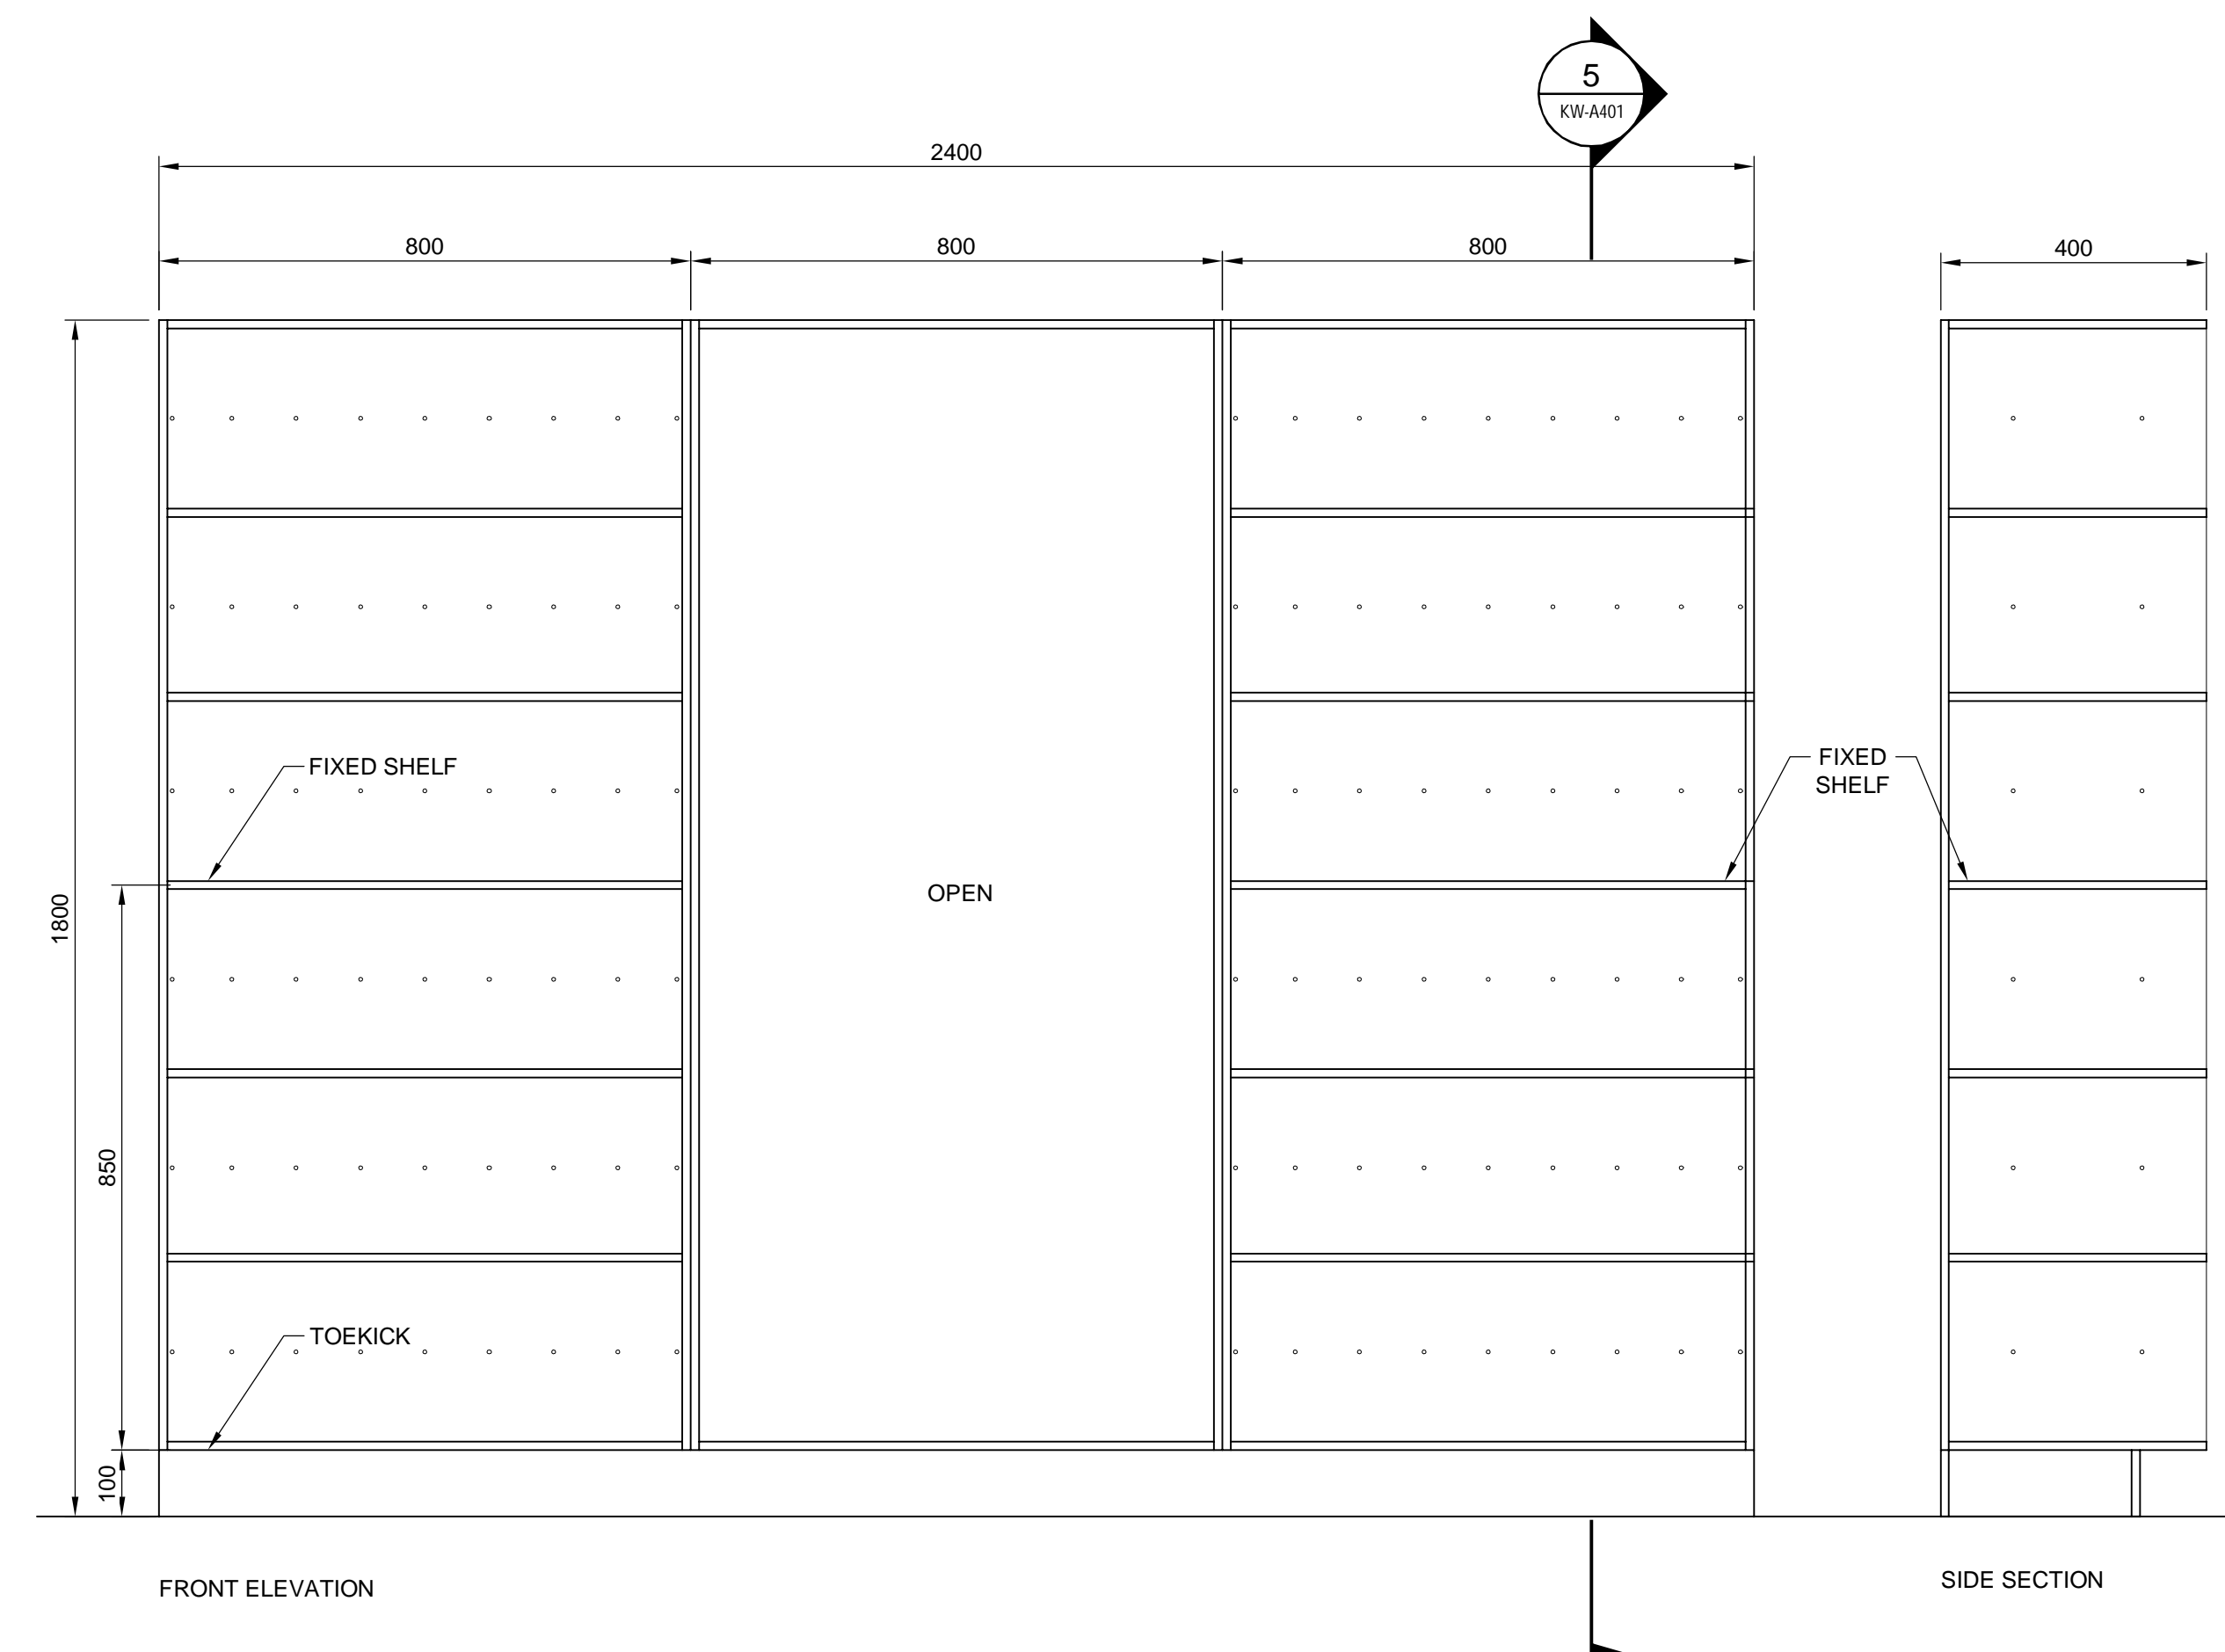 5
KW-A401
2400
800
800
800
400
FIXED SHELF
FIXED
SHELF
OPEN
1800
850
TOEKICK
100
FRONT ELEVATION
SIDE SECTION